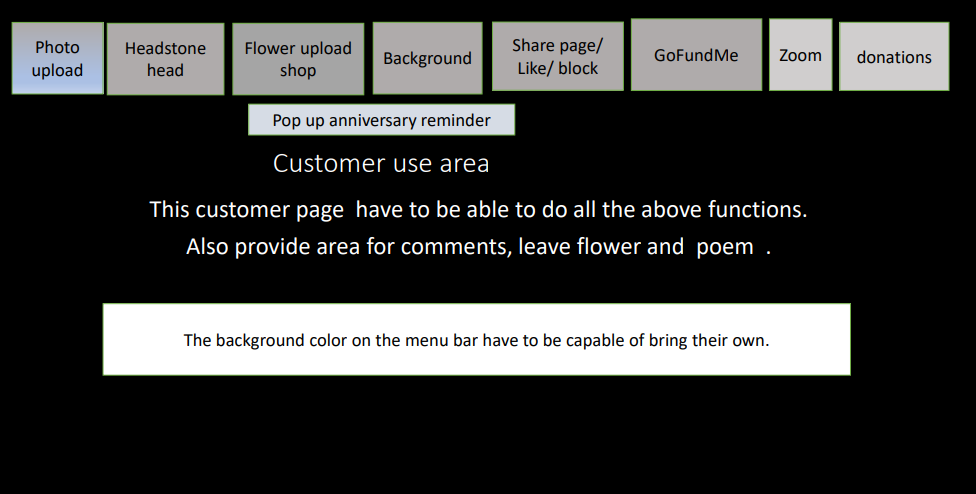 Photo
upload
Headstone
head
Flower upload
shop
Background
Share page/
Like/ block
GoFundMe
Zoom
donations
Pop up anniversary reminder
Customer use area
This customer page  have to be able to do all the above functions.
Also provide area for comments, leave flower and  poem  .
The background color on the menu bar have to be capable of bring their own.